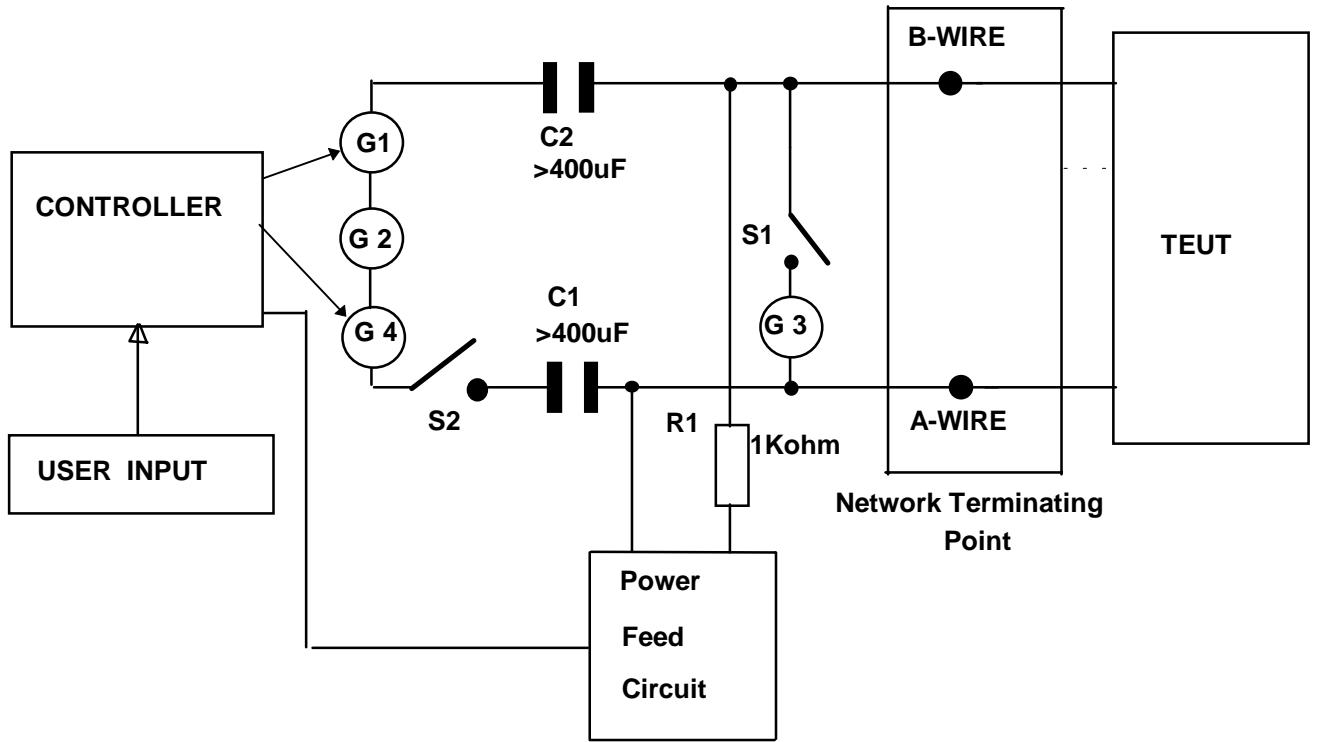 B-WIRE
G1
C2
>400uF
CONTROLLER
G 2
S1
TEUT
C1
>400uF
G 3
G 4
S2
R1
1Kohm
A-WIRE
USER INPUT
Network Terminating
Point
Power
Feed
Circuit